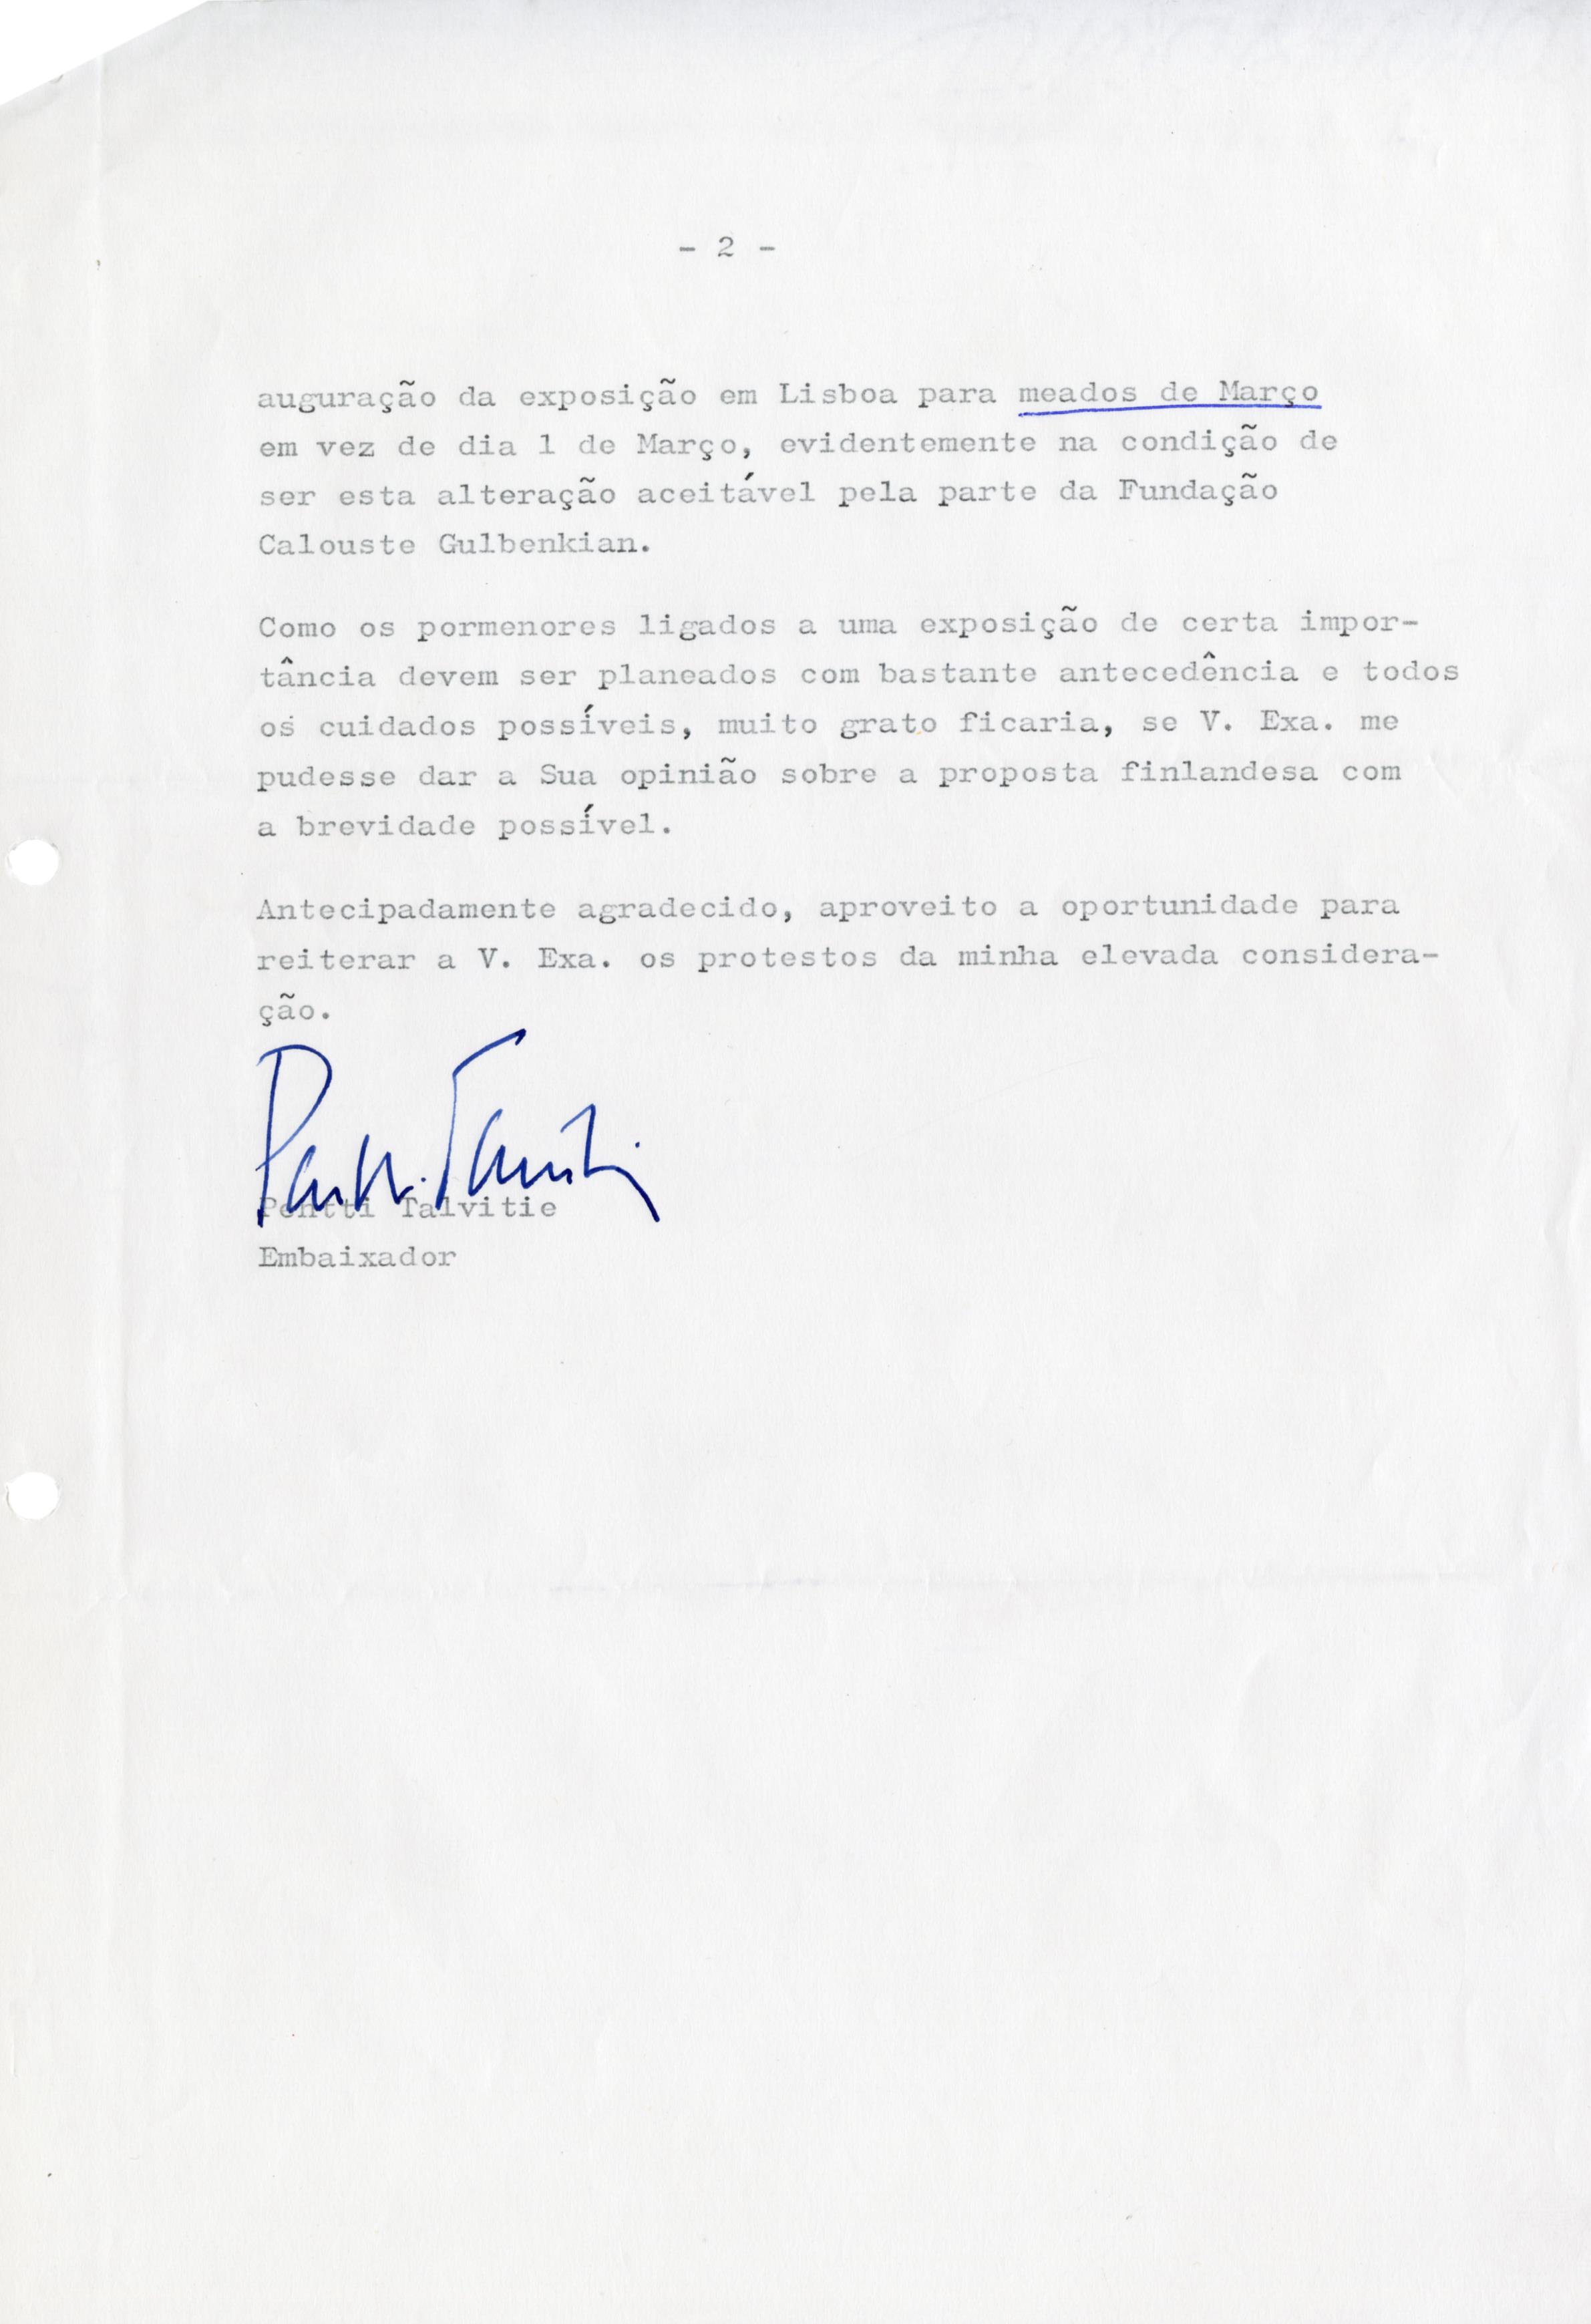 - 2 -
auguração da exposição em Lisboa para meados de Março
em vez de dia 1 de Março, evidentemente na condição de
ser esta alteração aceitável pela parte da Fundação
Calouste Gulbenkian.
Como os pormenores ligados a uma exposição de certa impor-
tância devem ser planeados com bastante antecedência e todos
os cuidados possíveis, muito grato ficaria, se V. Exa. me
pudesse dar a Sua opinião sobre a proposta finlandesa com
a brevidade possível.
Antecipadamente agradecido, aproveito a oportunidade para
reiterar a V. Exa. os protestos da minha elevada considera-
ção.
Pentti Talvitie
Embaixador